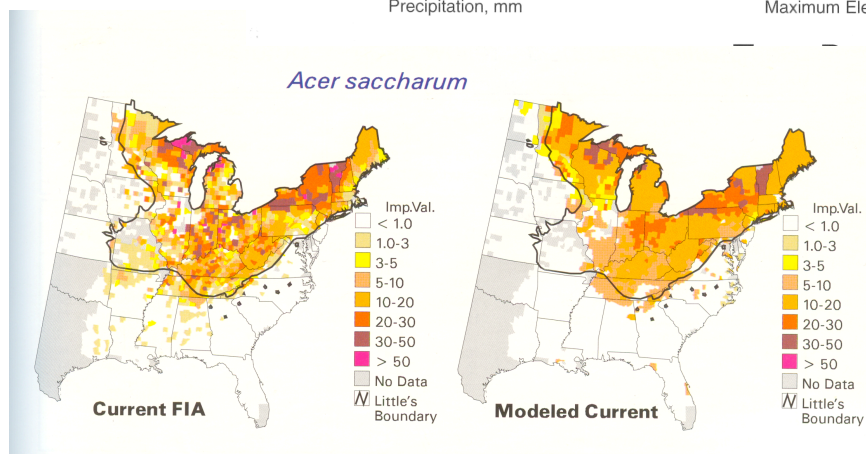 Precipitation, mm
Maximum Ele
Acer saccharum
Imp.Val.
< 1.0
1.0-3
3-5
5-10
10-20
20-30
30-50
> 50
No Data
Little's
Boundary
Current FIA
Imp.Val.
< 1.0
1.0-3
3-5
5-10
10-20
20-30
30-50
> 50
No Data
Little's
Boundary
Modeled Current